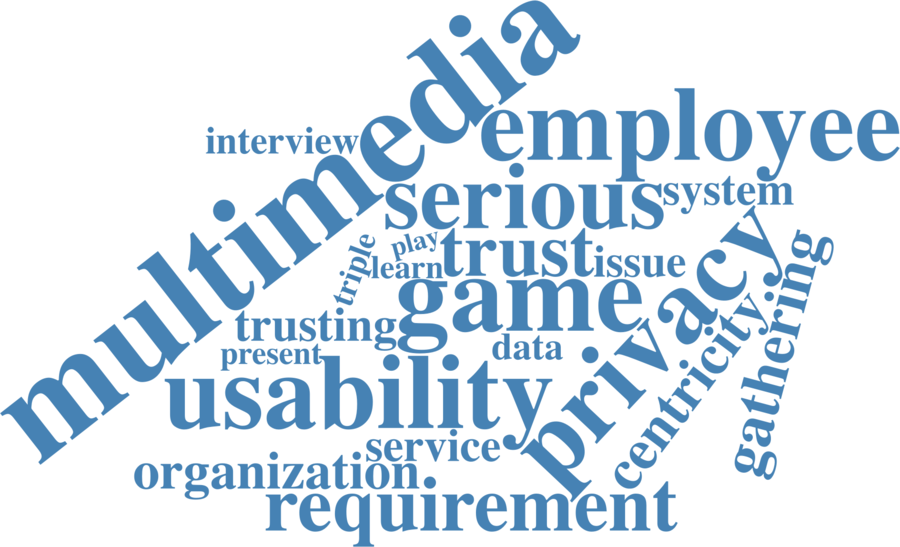 multimedia
employee
interview
serious
system
privacy
play
trust
issue
triple
learn
game
gathering
trusting
present
data
centricity
usability
service
organization
requirement